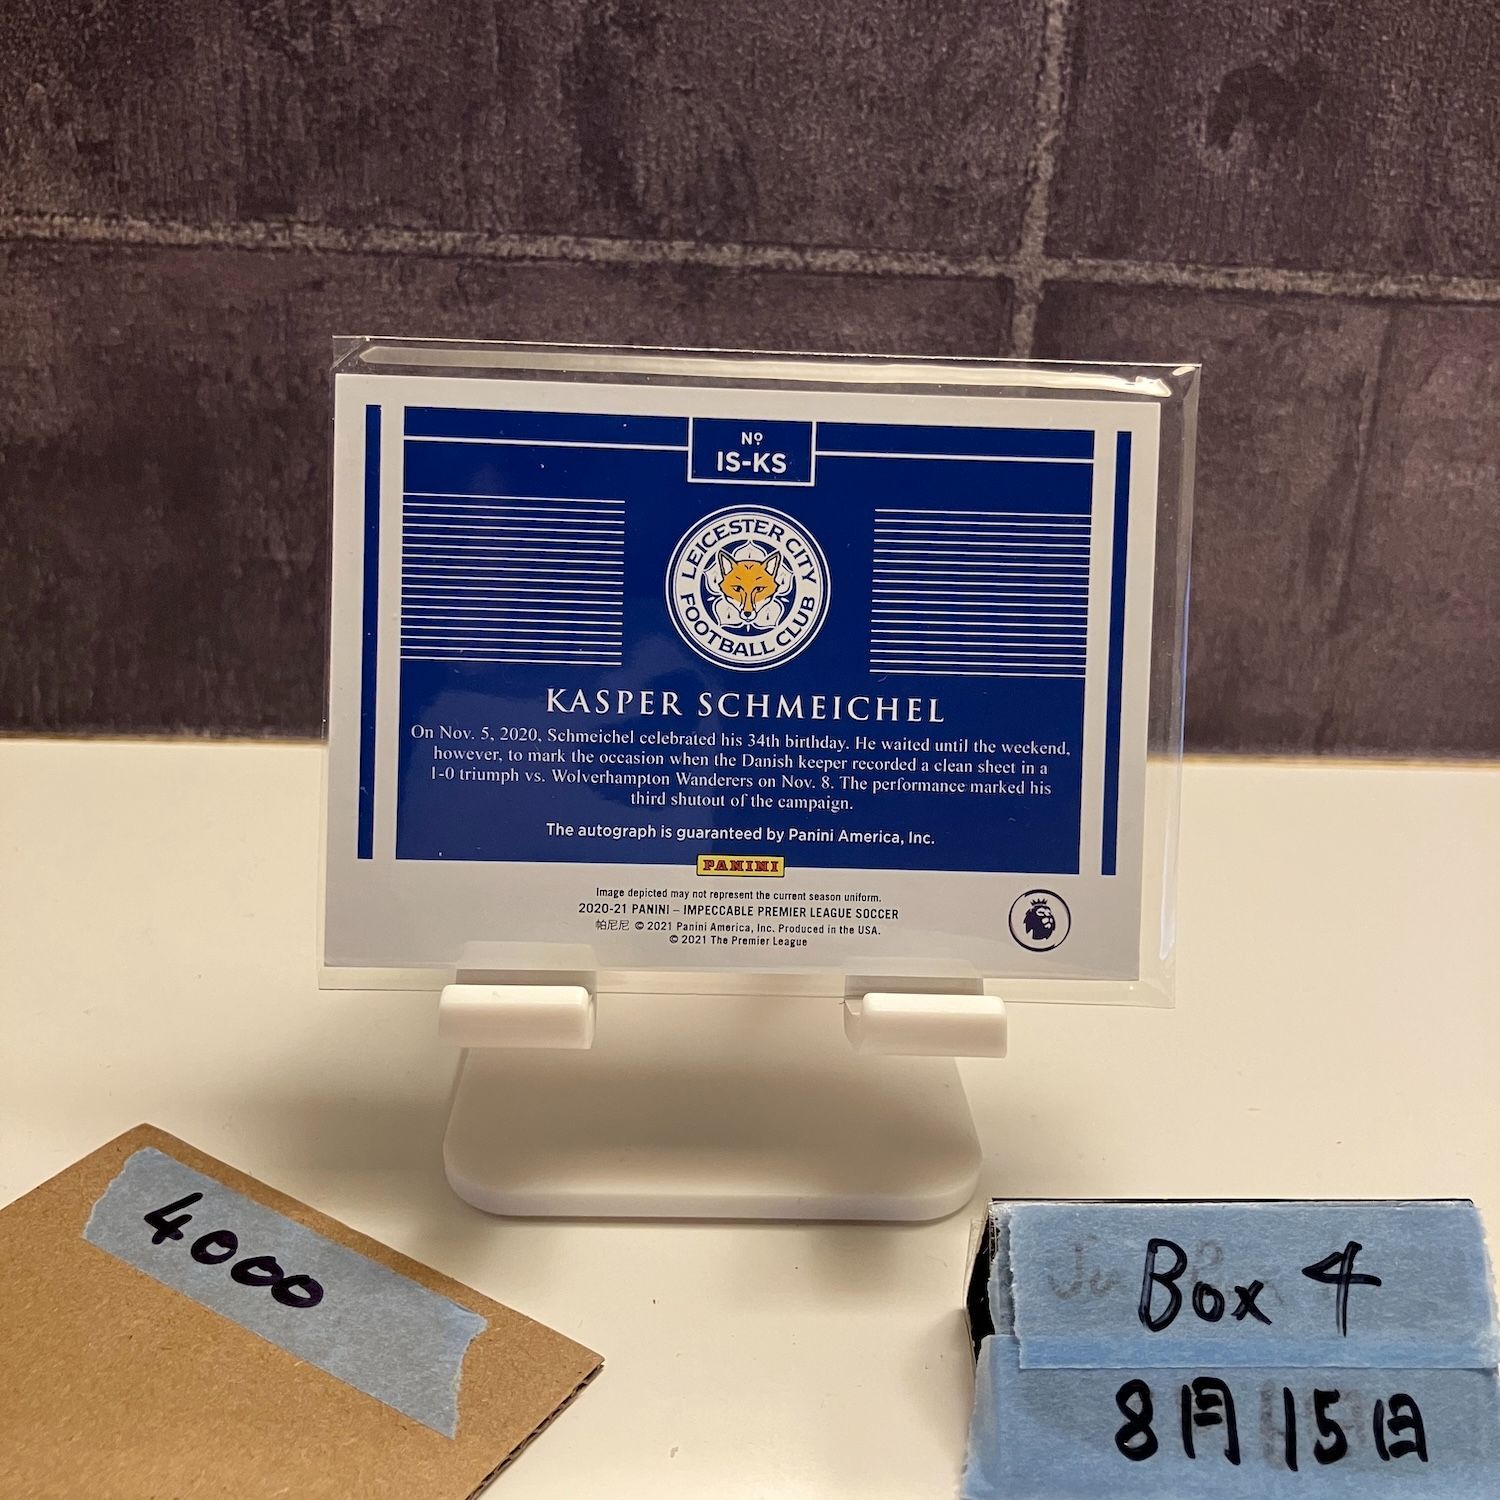 Nº
IS-KS
LEICESTER CITY
FOOTBALL CLUB
KASPER SCHMEICHEL
On Nov. 5, 2020, Schmeichel celebrated his 34th birthday. He waited until the weekend,
however, to mark the occasion when the Danish keeper recorded a clean sheet in a
1-0 triumph vs. Wolverhampton Wanderers on Nov. 8. The performance marked his
third shutout of the campaign.
The autograph is guaranteed by Panini America, Inc.
PANINI
Image depicted may not represent the current season uniform.
2020-21 PANINI – IMPECCABLE PREMIER LEAGUE SOCCER
帕尼尼 © 2021 Panini America, Inc. Produced in the USA.
© 2021 The Premier League
4000
Box 4
8月15日